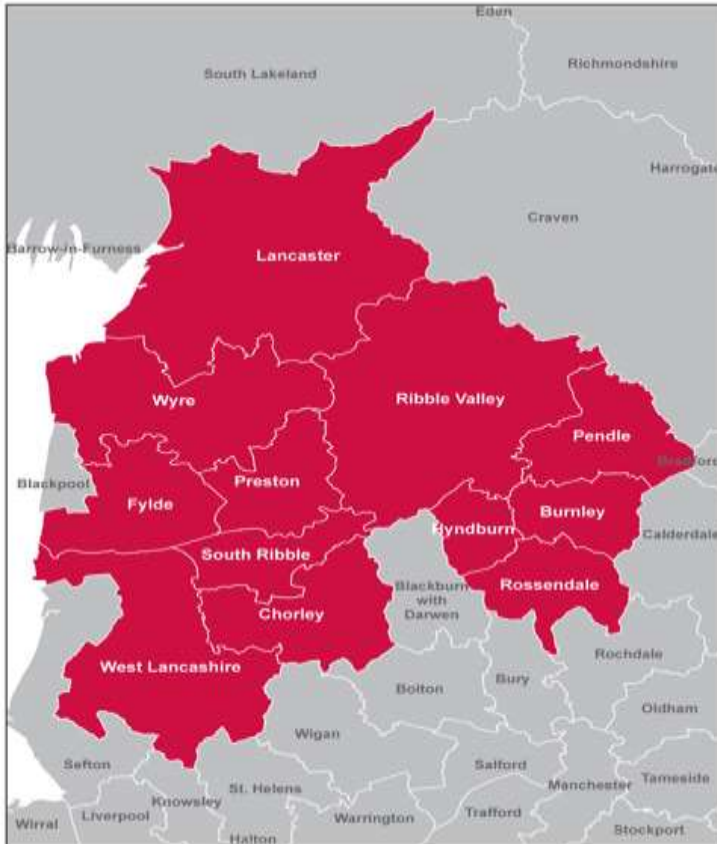 Eden
South Lakeland
Richmondshire
Harrogate
Craven
Barrow-in-Furness
Lancaster
Wyre
Ribble Valley
Pendle
Bradford
Blackpool
Preston
Fylde
Hyndburn
Burnley
Calderdale
South Ribble
Blackburn
with
Darwen
Rossendale
Chorley
West Lancashire
Rochdale
Bury
Bolton
Oldham
Wigan
Sefton
Salford
Manchester
Tameside
St. Helens
Knowsley
Liverpool
Wirral
Warrington
Trafford
Stockport
Halton